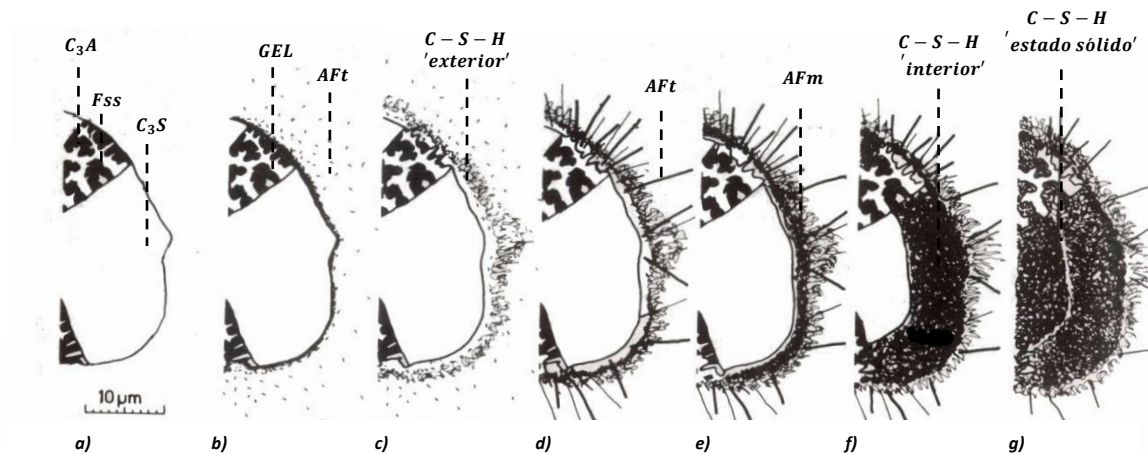 C₃A
Fss
C₃S
GEL
AFt
C – S – H
'exterior'
AFt
AFm
C – S – H
'interior'
C – S – H
'estado sólido'
10 µm
a)
b)
c)
d)
e)
f)
g)